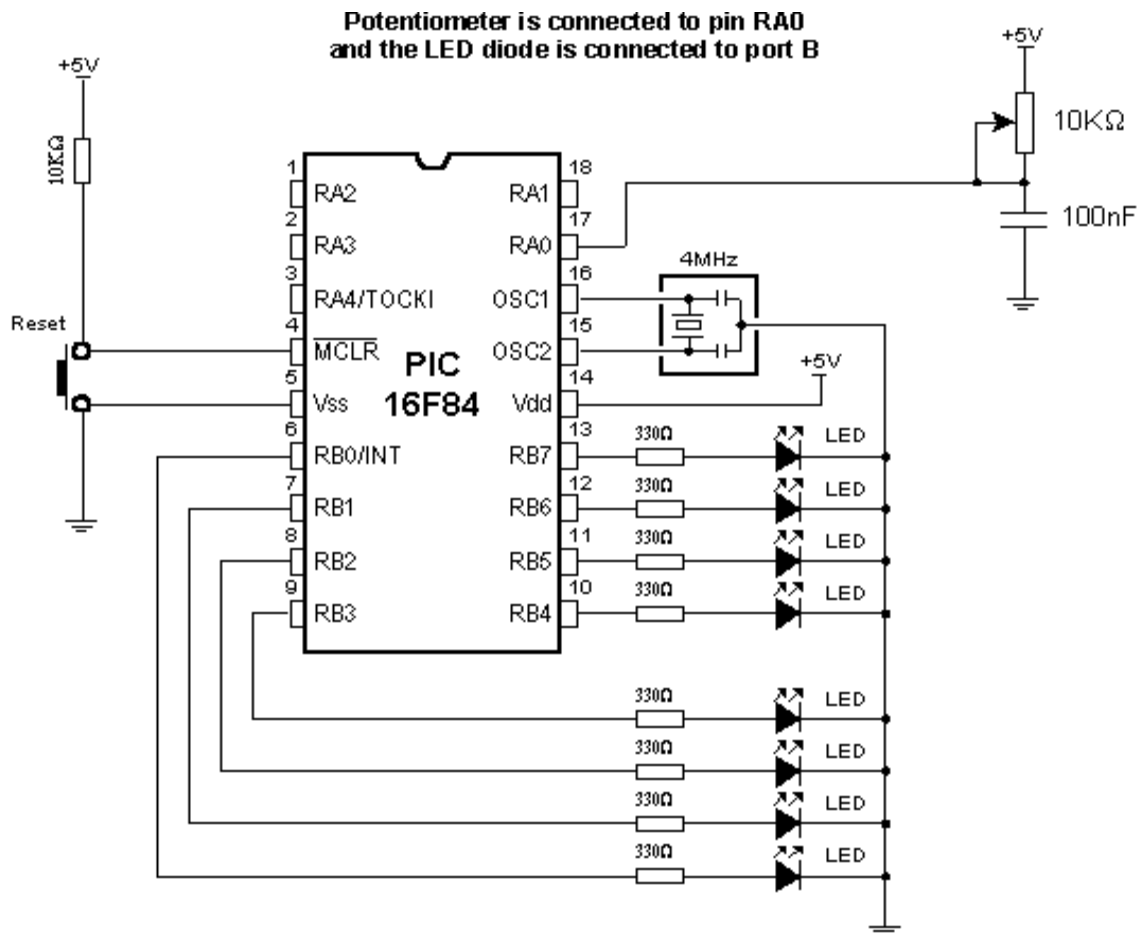 Potentiometer is connected to pin RA0
and the LED diode is connected to port B
+5V
+5V
10KΩ
10KΩ
100nF
1
RA2
RA1
18
2
RA3
RA0
17
3
RA4/TOCKI
OSC1
16
4MHz
Reset
4
MCLR
OSC2
15
PIC
16F84
5
Vss
Vdd
14
+5V
6
RB0/INT
RB7
13
330Ω
LED
7
RB1
RB6
12
330Ω
LED
8
RB2
RB5
11
330Ω
LED
9
RB3
RB4
10
330Ω
LED
330Ω
LED
330Ω
LED
330Ω
LED
330Ω
LED